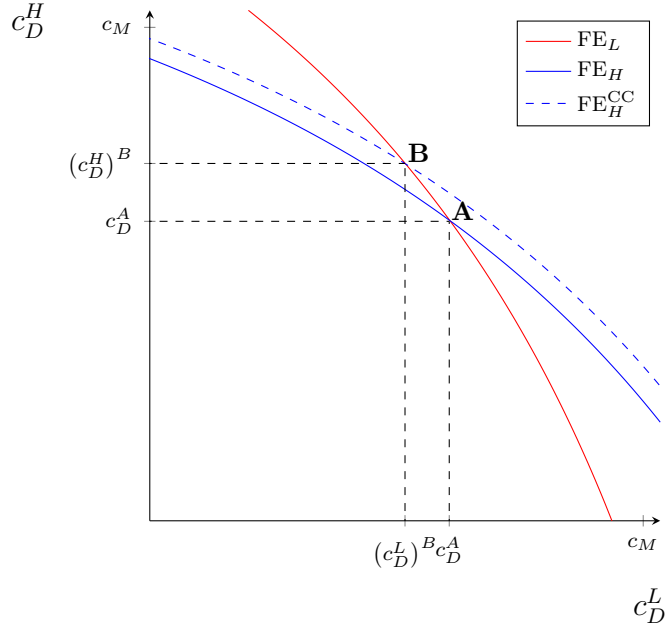 c_D^H
c_M
FE_L
FE_H
FE_H^CC
B
(c_D^H)^B
A
c_D^A
(c_D^L)^B c_D^A
c_M
c_D^L